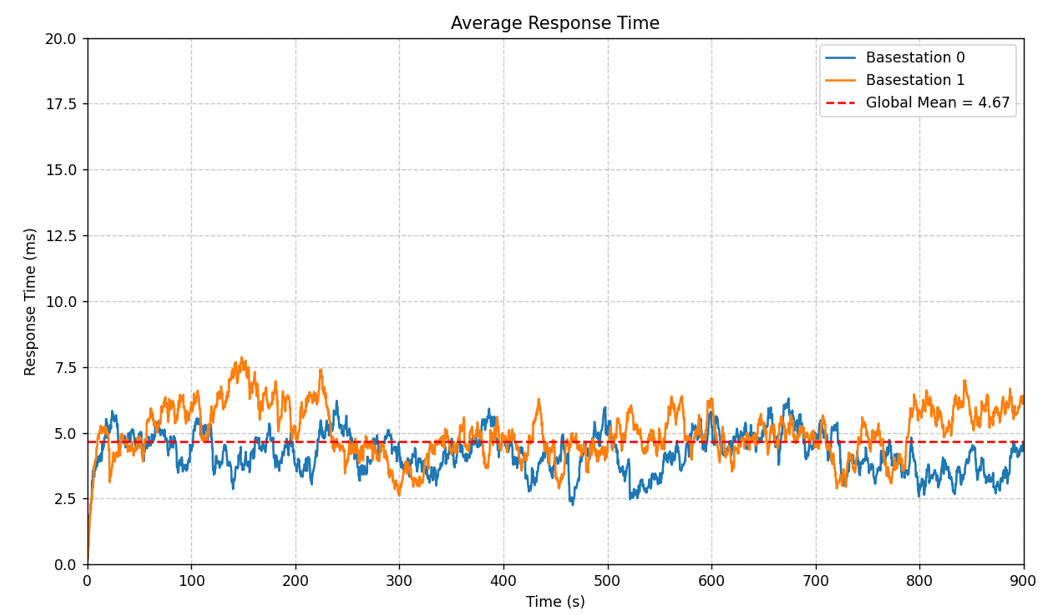 Average Response Time
20.0
17.5
15.0
12.5
10.0
7.5
5.0
2.5
0.0
Response Time (ms)
Basestation 0
Basestation 1
Global Mean = 4.67
0 100 200 300 400 500 600 700 800 900
Time (s)